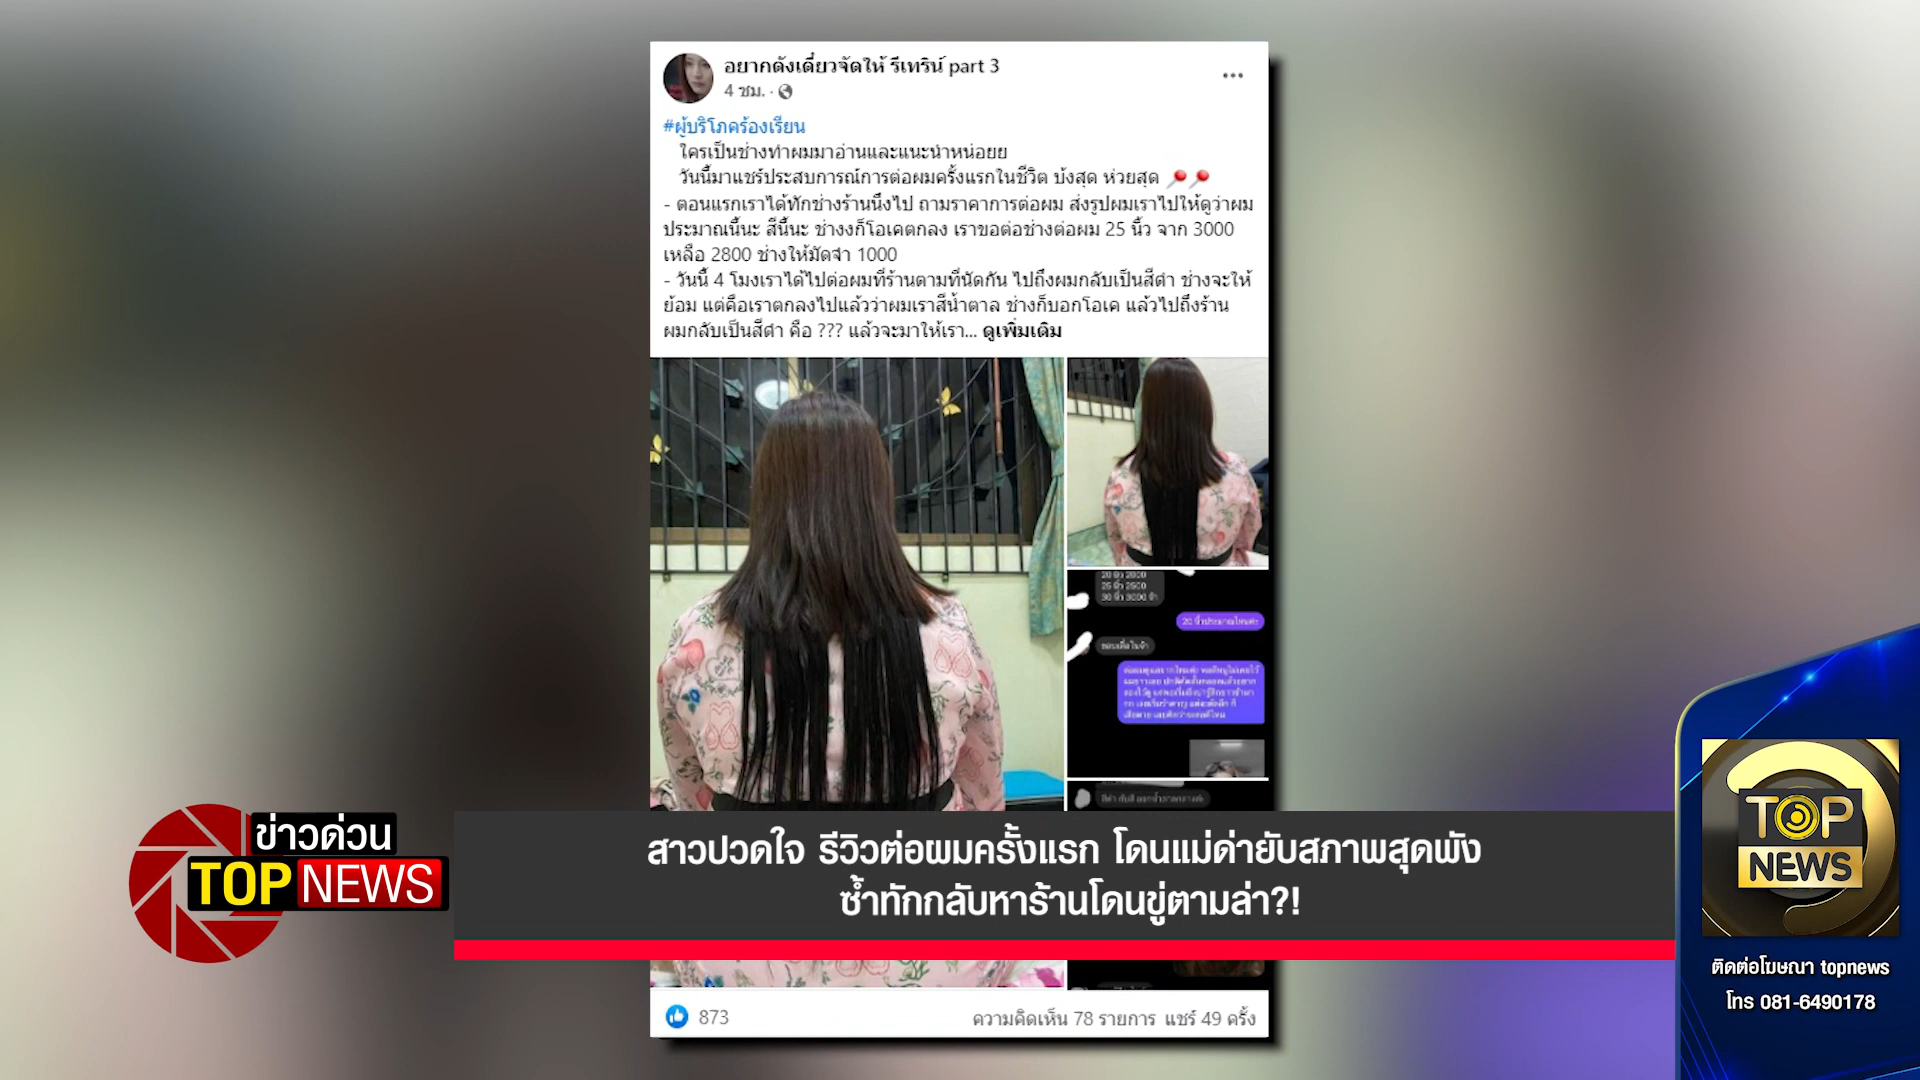 อยากดังเดี๋ยวจัดให้ รีเทริน์ part 3
4 ชม. ·
#ผู้บริโภคร้องเรียน
ใครเป็นช่างทำผมมาอ่านและแนะนำหน่อยย
วันนี้มาแชร์ประสบการณ์การต่อผมครั้งแรกในชีวิต บ้งสุด ห่วยสุด
- ตอนแรกเราได้ทักช่างร้านนึงไป ถามราคาการต่อผม ส่งรูปผมเราไปให้ดูว่าผม
ประมาณนี้นะ สีนี้นะ ช่างงก็โอเคตกลง เราขอต่อช่างต่อผม 25 นิ้ว จาก 3000
เหลือ 2800 ช่างให้มัดจำ 1000
- วันนี้ 4 โมงเราได้ไปต่อผมที่ร้านตามที่นัดกัน ไปถึงผมกลับเป็นสีดำ ช่างจะให้
ย้อม แต่คือเราตกลงไปแล้วว่าผมเราสีน้ำตาล ช่างก็บอกโอเค แล้วไปถึงร้าน
ผมกลับเป็นสีดำ คือ ??? แล้วจะมาให้เรา... ดูเพิ่มเติม
25 นิ้ว 2500
30 นิ้ว 3000 จ้า
20 นิ้วประมาณไหนคะ
ข่าวด่วน
TOP NEWS
สาวปวดใจ รีวิวต่อผมครั้งแรก โดนแม่ด่ายับสภาพสุดพัง
ซ้ำทักกลับหาร้านโดนขู่ตามล่า?!
TOP
NEWS
ติดต่อโฆษณา topnews
โทร 081-6490178
873
ความคิดเห็น 78 รายการ แชร์ 49 ครั้ง